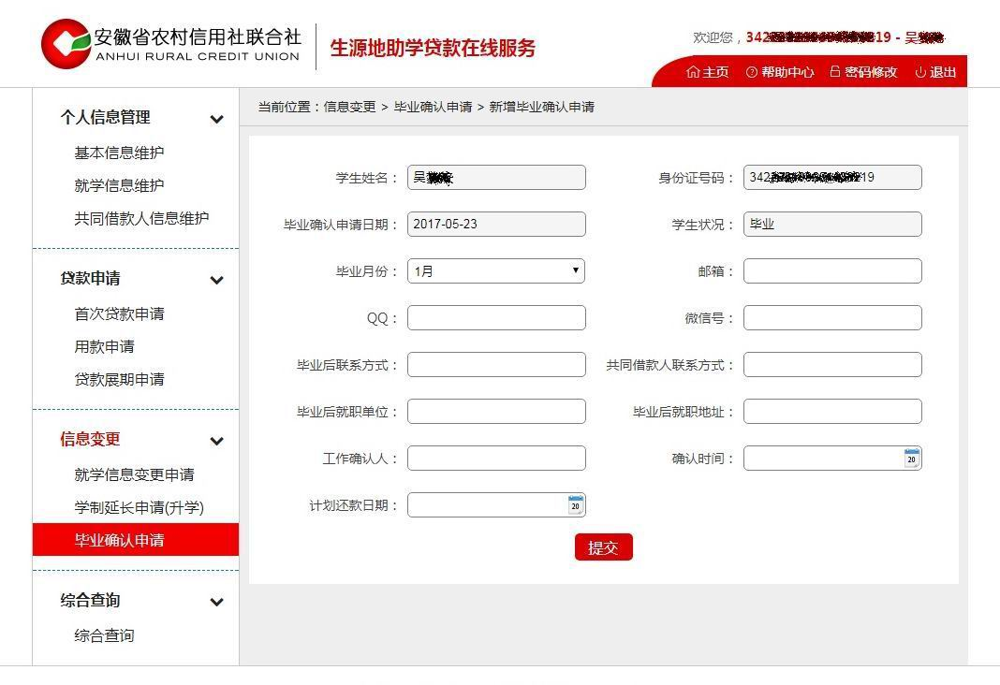 安徽省农村信用社联合社
ANHUI RURAL CREDIT UNION
生源地助学贷款在线服务
欢迎您，342 19 - 吴
主页 帮助中心 密码修改 退出
个人信息管理
基本信息维护
就学信息维护
共同借款人信息维护
贷款申请
首次贷款申请
用款申请
贷款展期申请
信息变更
就学信息变更申请
学制延长申请(升学)
毕业确认申请
综合查询
综合查询
当前位置：信息变更 > 毕业确认申请 > 新增毕业确认申请
学生姓名： 吴 身份证号码： 342 219
毕业确认申请日期： 2017-05-23 学生状况： 毕业
毕业月份： 1月 邮箱：
QQ： 微信号：
毕业后联系方式： 共同借款人联系方式：
毕业后就职单位： 毕业后就职地址：
工作确认人： 确认时间： 20
计划还款日期： 20
提交